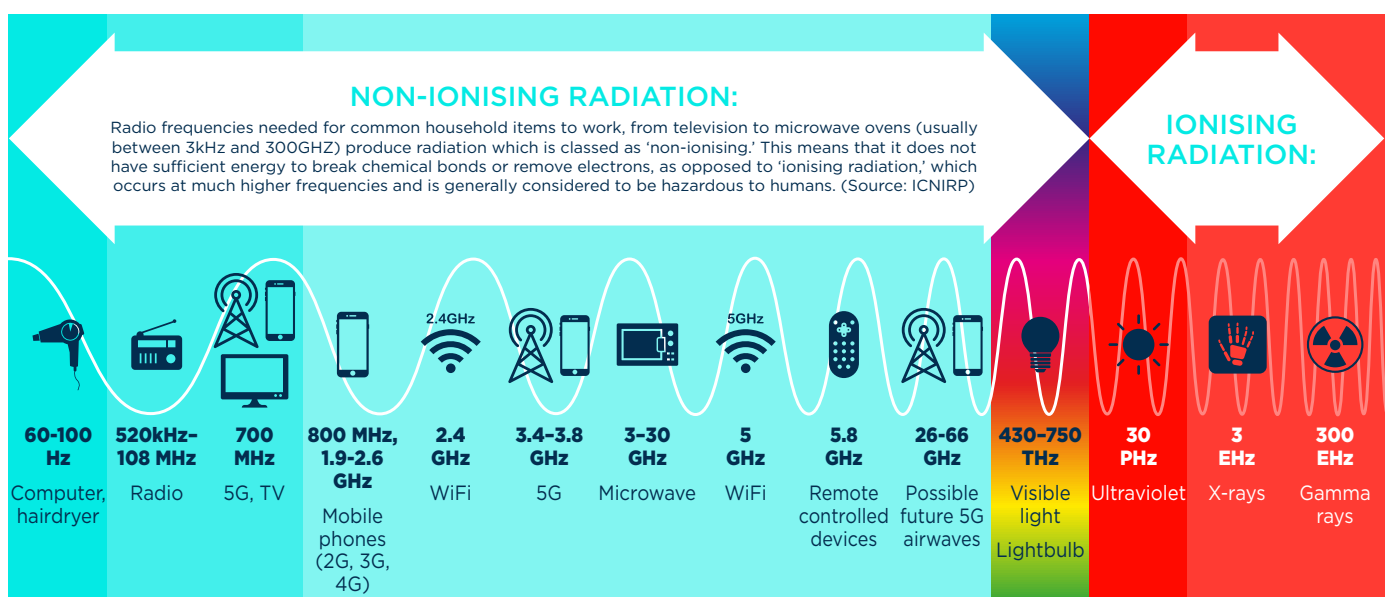 NON-IONISING RADIATION:
Radio frequencies needed for common household items to work, from television to microwave ovens (usually
between 3kHz and 300GHZ) produce radiation which is classed as ‘non-ionising.’ This means that it does not
have sufficient energy to break chemical bonds or remove electrons, as opposed to ‘ionising radiation,’ which
occurs at much higher frequencies and is generally considered to be hazardous to humans. (Source: ICNIRP)
IONISING
RADIATION:
2.4GHz
5GHz
60-100
Hz
Computer,
hairdryer
520kHz–
108 MHz
Radio
700
MHz
5G, TV
800 MHz,
1.9-2.6
GHz
Mobile
phones
(2G, 3G,
4G)
2.4
GHz
WiFi
3.4–3.8
GHz
5G
3–30
GHz
Microwave
5
GHz
WiFi
5.8
GHz
Remote
controlled
devices
26-66
GHz
Possible
future 5G
airwaves
430–750
THz
Visible
light
Lightbulb
30
PHz
Ultraviolet
3
EHz
X-rays
300
EHz
Gamma
rays